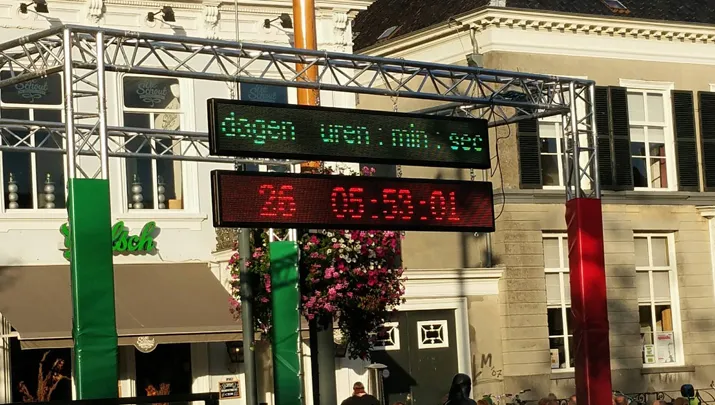 dagen uren : min : sec
26 05:53:01